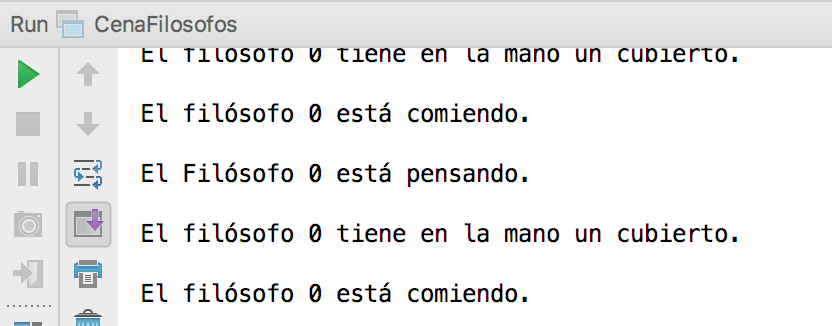 Run CenaFilosofos
El filósofo 0 tiene en la mano un cubierto.
El filósofo 0 está comiendo.
El Filósofo 0 está pensando.
El filósofo 0 tiene en la mano un cubierto.
El filósofo 0 está comiendo.